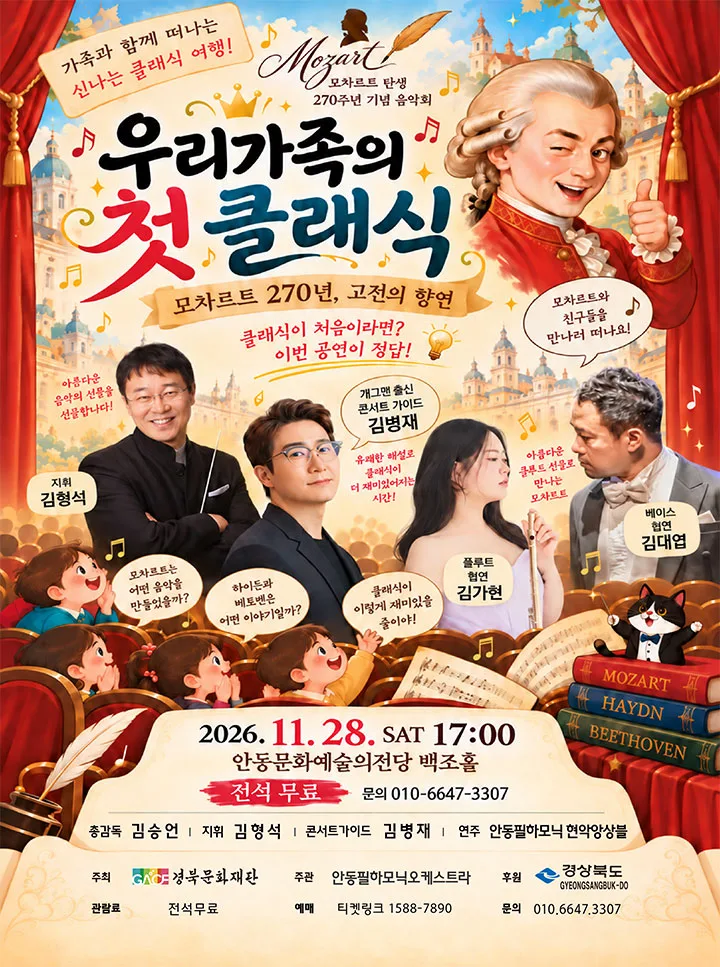 가족과 함께 떠나는
신나는 클래식 여행!
Mozart
모차르트 탄생
270주년 기념 음악회
우리가족의
첫 클래식
모차르트 270년, 고전의 향연
클래식이 처음이라면?
이번 공연이 정답!
모차르트와
친구들을
만나러 떠나요!
아름다운
음악의 선물을
선물합니다!
지휘
김형석
개그맨 출신
콘서트 가이드
김병재
유쾌한 해설로
클래식이
더 재미있어지는
시간!
플루트
협연
김가현
아름다운
플루트 선율로
만나는
모차르트
베이스
협연
김대엽
모차르트는
어떤 음악을
만들었을까?
하이든과
베토벤은
어떤 이야기일까?
클래식이
이렇게 재미있을
줄이야!
MOZART
HAYDN
BEETHOVEN
2026. 11. 28. SAT 17:00
안동문화예술의전당 백조홀
전석 무료 문의 010-6647-3307
총감독 김승언 | 지휘 김형석 | 콘서트가이드 김병재 | 연주 안동필하모닉 현악앙상블
주최 GACF 경북문화재단 주관 안동필하모닉오케스트라 후원 경상북도
GYEONGSANGBUK-DO
관람료 전석무료 예매 티켓링크 1588-7890 문의 010.6647.3307